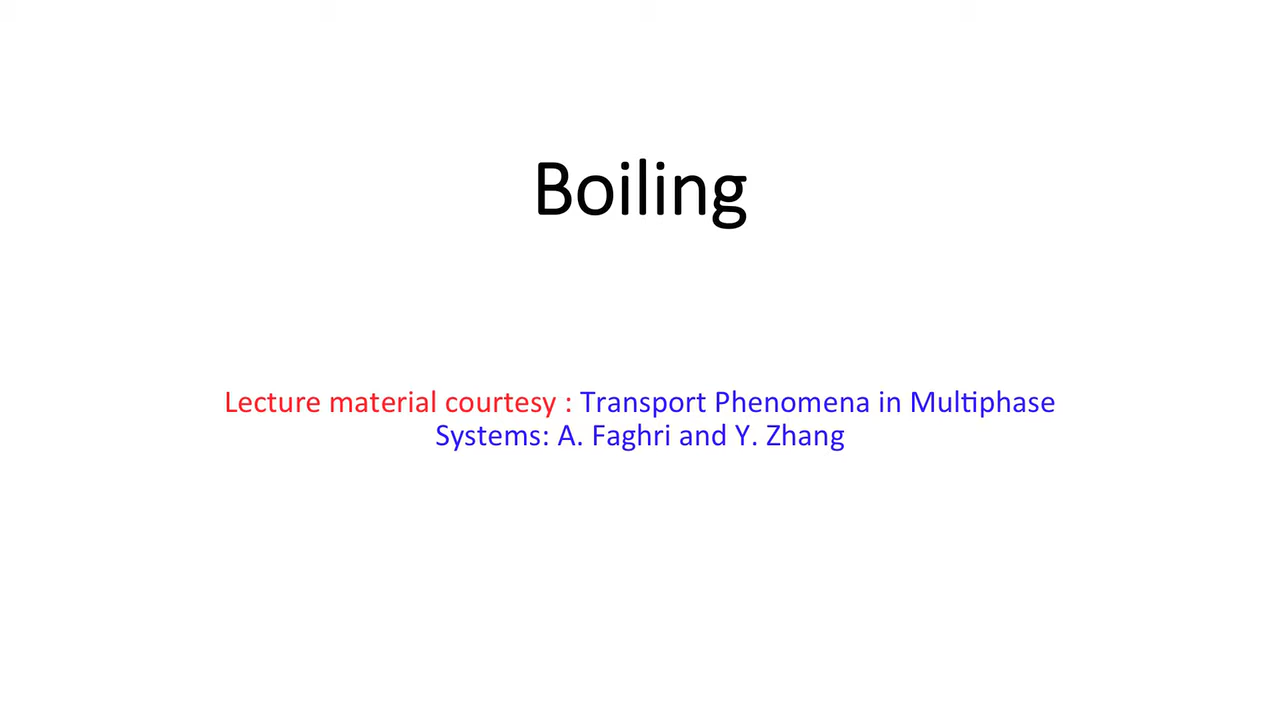 Boiling
Lecture material courtesy : Transport Phenomena in Multiphase
Systems: A. Faghri and Y. Zhang